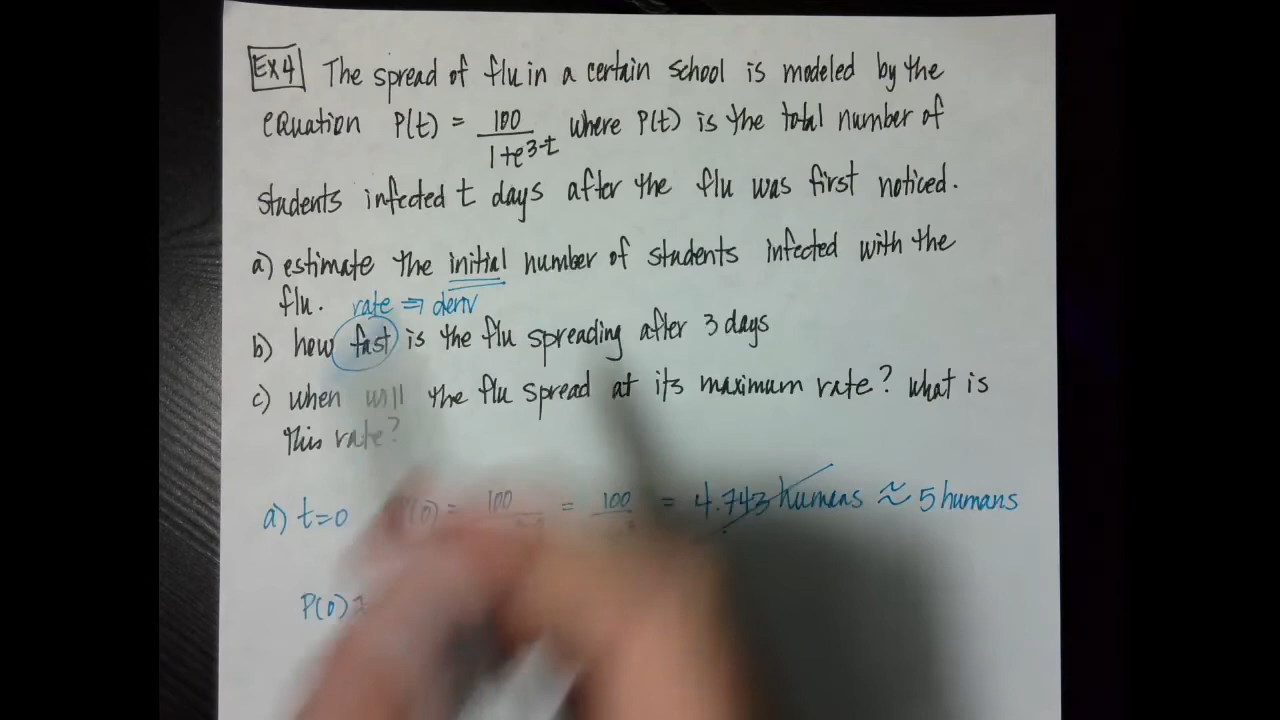 Ex4 The spread of flu in a certain school is modeled by the
equation P(t) = 100/(1+e^(3-t)) where P(t) is the total number of
students infected t days after the flu was first noticed.
a) estimate the initial number of students infected with the
flu. rate ⇒ deriv
b) how fast is the flu spreading after 3 days
c) when will the flu spread at its maximum rate? what is
this rate?
a) t=0 (0) = 100 = 100 = 4.743 humans ≈ 5 humans
P(0)